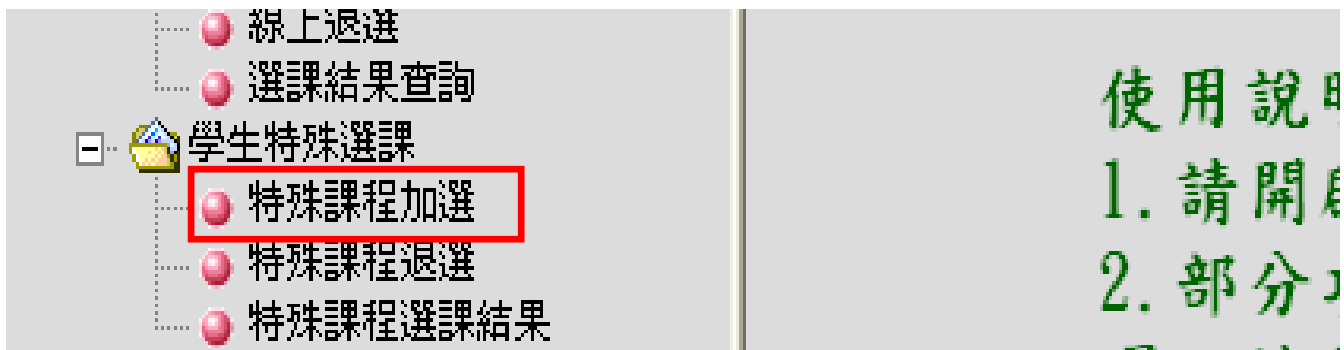 線上退選
選課結果查詢
學生特殊選課
特殊課程加選
特殊課程退選
特殊課程選課結果
使用說明
1.請開
2.部分